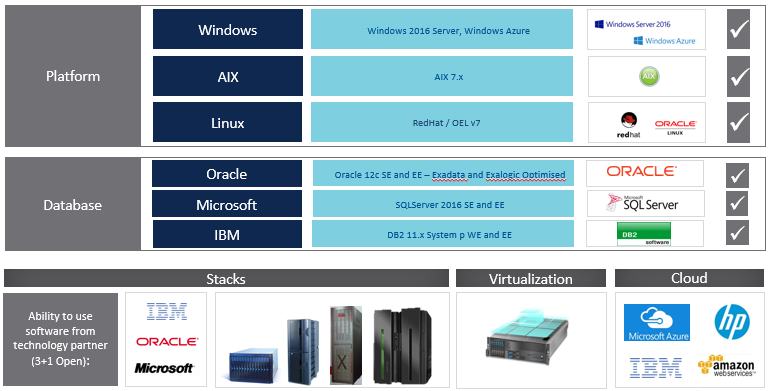 Platform
Windows
Windows 2016 Server, Windows Azure
Windows Server 2016
Windows Azure
AIX
AIX 7.x
AIX
Linux
RedHat / OEL v7
redhat
ORACLE
LINUX
Database
Oracle
Oracle 12c SE and EE – Exadata and Exalogic Optimised
ORACLE
Microsoft
SQLServer 2016 SE and EE
Microsoft
SQL Server
IBM
DB2 11.x System p WE and EE
DB2
software
Stacks
Virtualization
Cloud
Ability to use
software from
technology partner
(3+1 Open):
IBM
ORACLE
Microsoft
X
Microsoft Azure
hp
IBM
amazon
webservices™